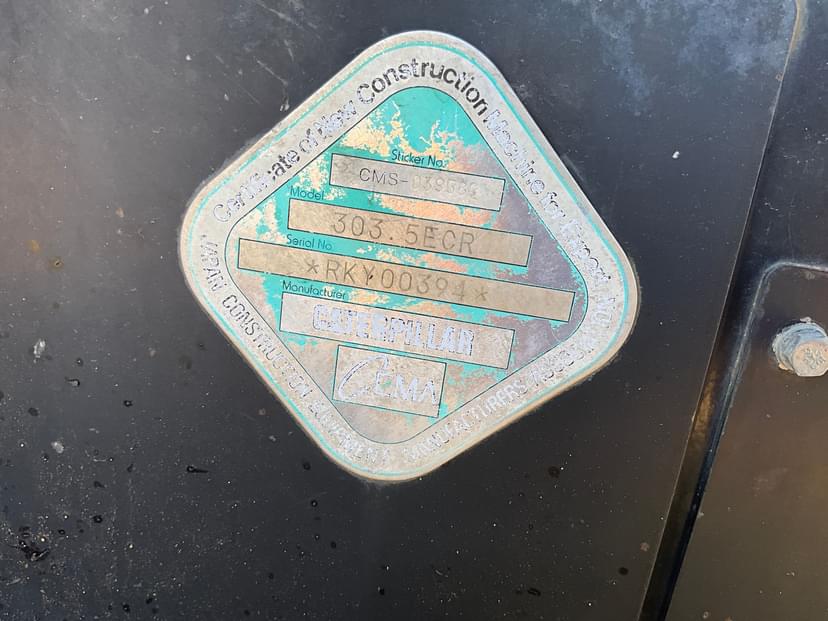 Certificate of New Construction Machine for Export
Sticker No.
CMS-
Model
303.5ECR
Serial No.
*RKY00394*
Manufacturer
CATERPILLAR
CEMA
JAPAN CONSTRUCTION EQUIPMENT MANUFACTURERS ASSOCIATION